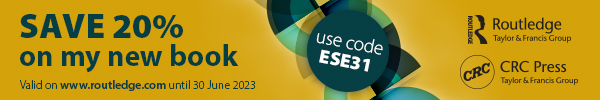 SAVE 20%
on my new book
Valid on www.routledge.com until 30 June 2023
use code
ESE31
ROUTLEDGE
Routledge
Taylor & Francis Group
CRC
CRC Press
Taylor & Francis Group